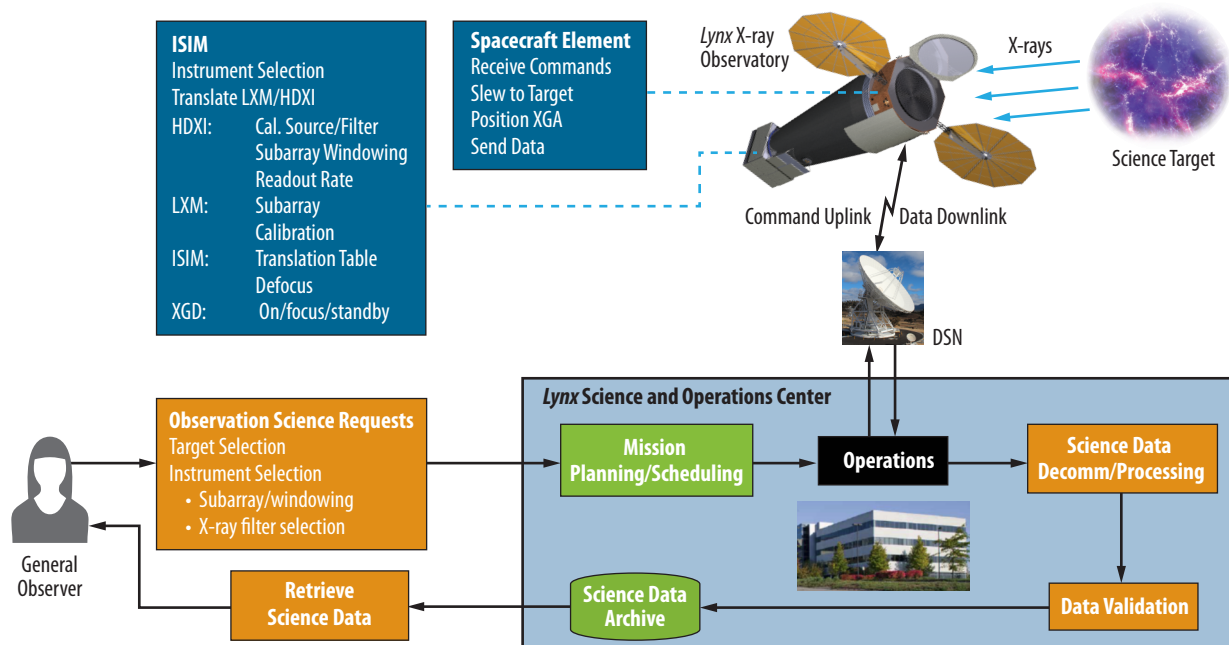 ISIM
Instrument Selection
Translate LXM/HDXI
HDXI: Cal. Source/Filter
Subarray Windowing
Readout Rate
LXM: Subarray
Calibration
ISIM: Translation Table
Defocus
XGD: On/focus/standby
Spacecraft Element
Receive Commands
Slew to Target
Position XGA
Send Data
Lynx X-ray
Observatory
X-rays
Science Target
Command Uplink
Data Downlink
DSN
Observation Science Requests
Target Selection
Instrument Selection
• Subarray/windowing
• X-ray filter selection
General
Observer
Retrieve
Science Data
Lynx Science and Operations Center
Mission
Planning/Scheduling
Operations
Science Data
Decomm/Processing
Science Data
Archive
Data Validation